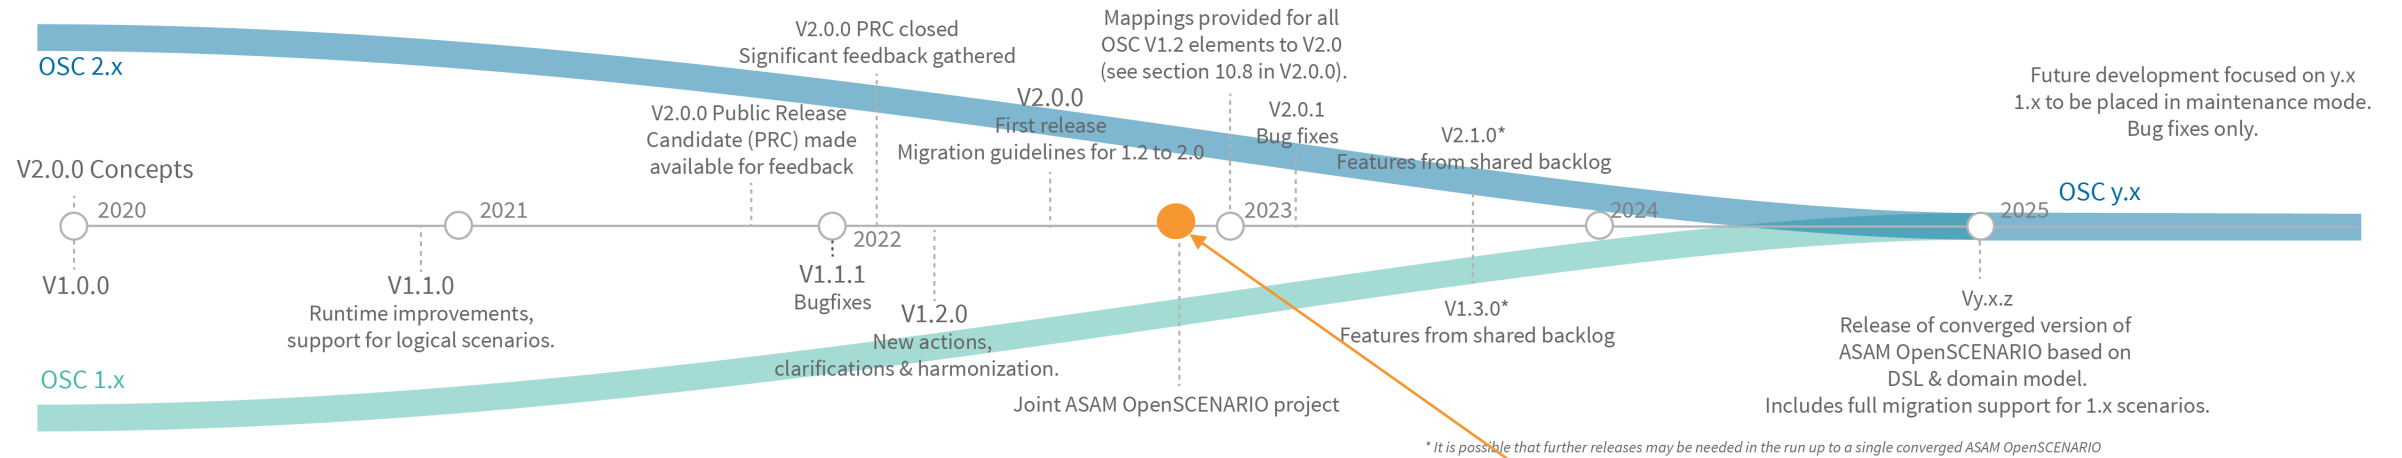 OSC 2.x
V2.0.0 Concepts
2020
V1.0.0
OSC 1.x
2021
V1.1.0
Runtime improvements,
support for logical scenarios.
V2.0.0 Public Release
Candidate (PRC) made
available for feedback
V2.0.0 PRC closed
Significant feedback gathered
2022
V1.1.1
Bugfixes
V1.2.0
New actions,
clarifications & harmonization.
V2.0.0
First release
Migration guidelines for 1.2 to 2.0
Joint ASAM OpenSCENARIO project
Mappings provided for all
OSC V1.2 elements to V2.0
(see section 10.8 in V2.0.0).
2023
V2.0.1
Bug fixes
V2.1.0*
Features from shared backlog
V1.3.0*
Features from shared backlog
2024
Future development focused on y.x
1.x to be placed in maintenance mode.
Bug fixes only.
OSC y.x
2025
Vy.x.z
Release of converged version of
ASAM OpenSCENARIO based on
DSL & domain model.
Includes full migration support for 1.x scenarios.
* It is possible that further releases may be needed in the run up to a single converged ASAM OpenSCENARIO